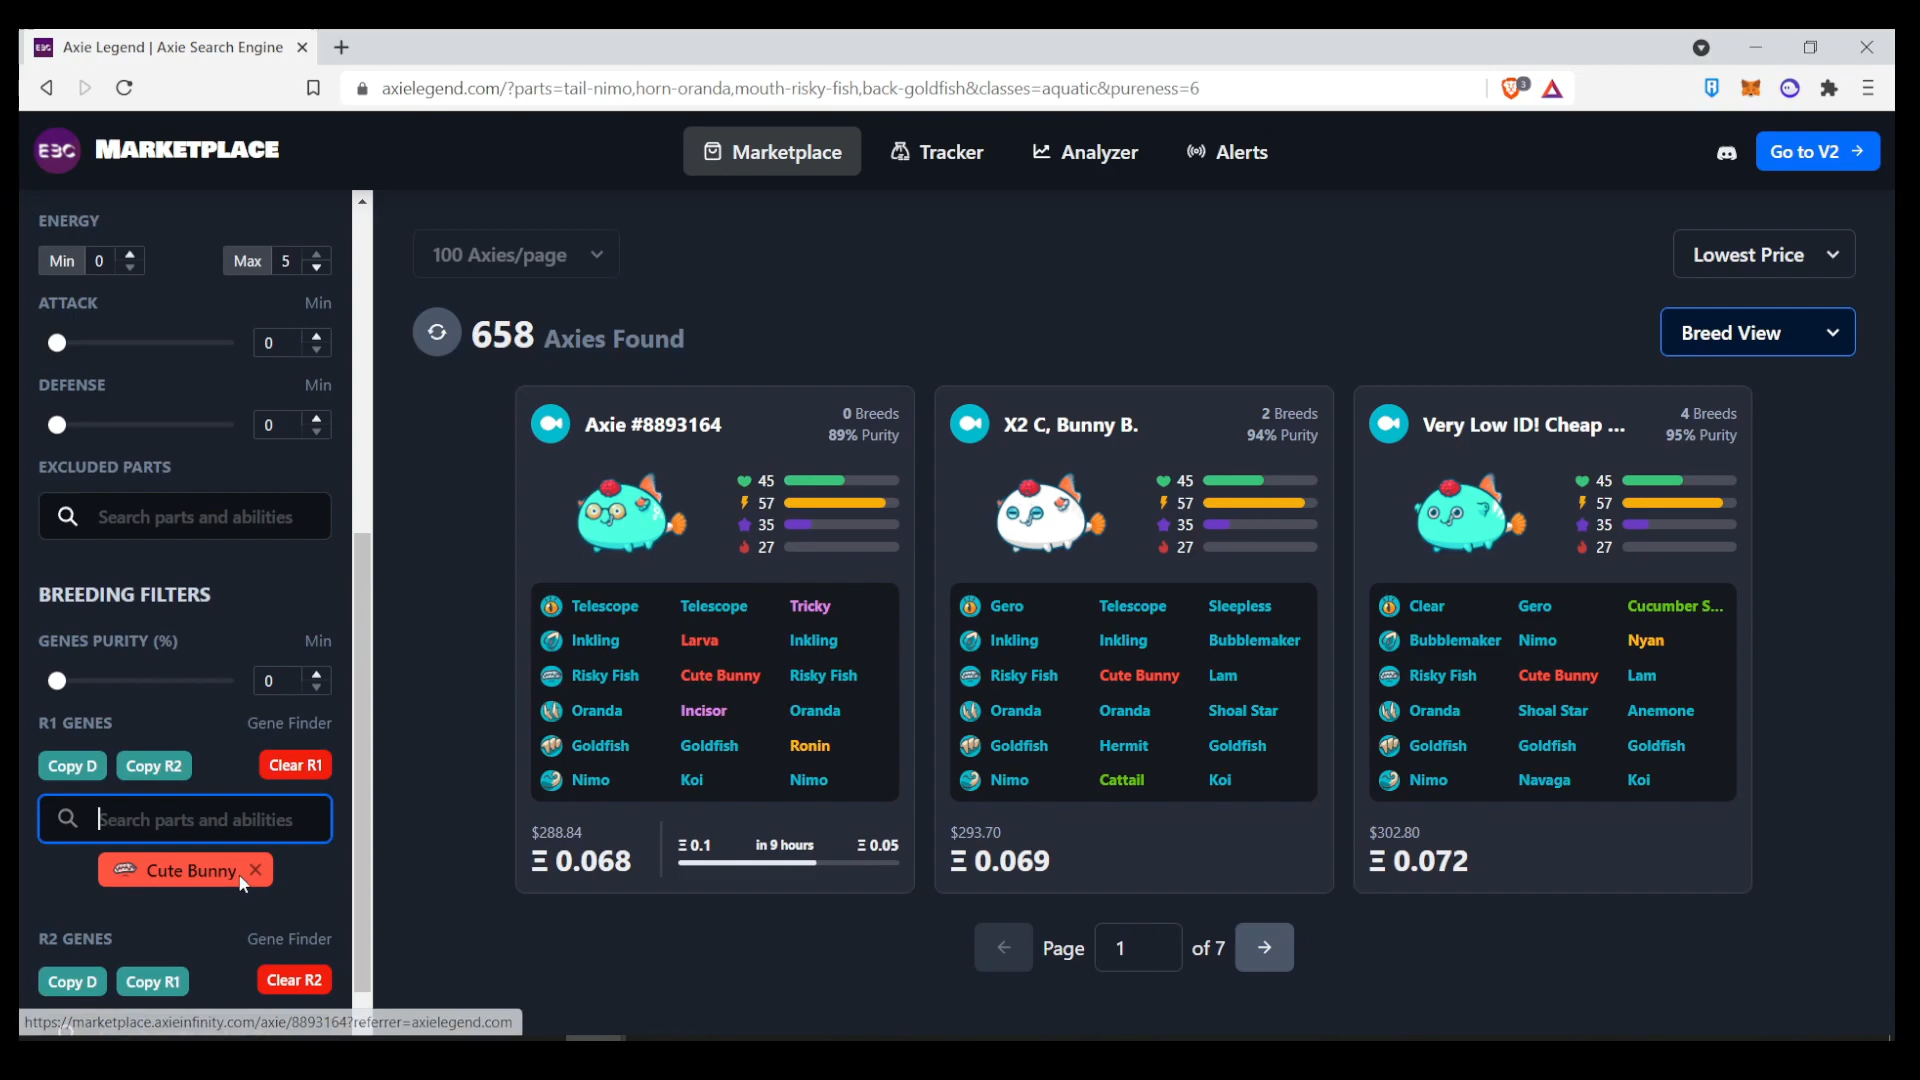 EBC Axie Legend | Axie Search Engine
axielegend.com/?parts=tail-nimo,horn-oranda,mouth-risky-fish,back-goldfish&classes=aquatic&pureness=6
3
EBC MARKETPLACE
Marketplace
Tracker
Analyzer
Alerts
Go to V2
ENERGY
Min 0
Max 5
ATTACK Min
0
DEFENSE Min
0
EXCLUDED PARTS
Search parts and abilities
BREEDING FILTERS
GENES PURITY (%) Min
0
R1 GENES Gene Finder
Copy D Copy R2 Clear R1
Search parts and abilities
Cute Bunny
R2 GENES Gene Finder
Copy D Copy R1 Clear R2
https://marketplace.axieinfinity.com/axie/8893164?referrer=axielegend.com
100 Axies/page
Lowest Price
658 Axies Found
Breed View
Axie #8893164
0 Breeds
89% Purity
45
57
35
27
Telescope Telescope Tricky
Inkling Larva Inkling
Risky Fish Cute Bunny Risky Fish
Oranda Incisor Oranda
Goldfish Goldfish Ronin
Nimo Koi Nimo
$288.84
Ξ 0.068
Ξ 0.1 in 9 hours Ξ 0.05
X2 C, Bunny B.
2 Breeds
94% Purity
45
57
35
27
Gero Telescope Sleepless
Inkling Inkling Bubblemaker
Risky Fish Cute Bunny Lam
Oranda Oranda Shoal Star
Goldfish Hermit Goldfish
Nimo Cattail Koi
$293.70
Ξ 0.069
Very Low ID! Cheap ...
4 Breeds
95% Purity
45
57
35
27
Clear Gero Cucumber S...
Bubblemaker Nimo Nyan
Risky Fish Cute Bunny Lam
Oranda Shoal Star Anemone
Goldfish Goldfish Goldfish
Nimo Navaga Koi
$302.80
Ξ 0.072
Page 1 of 7